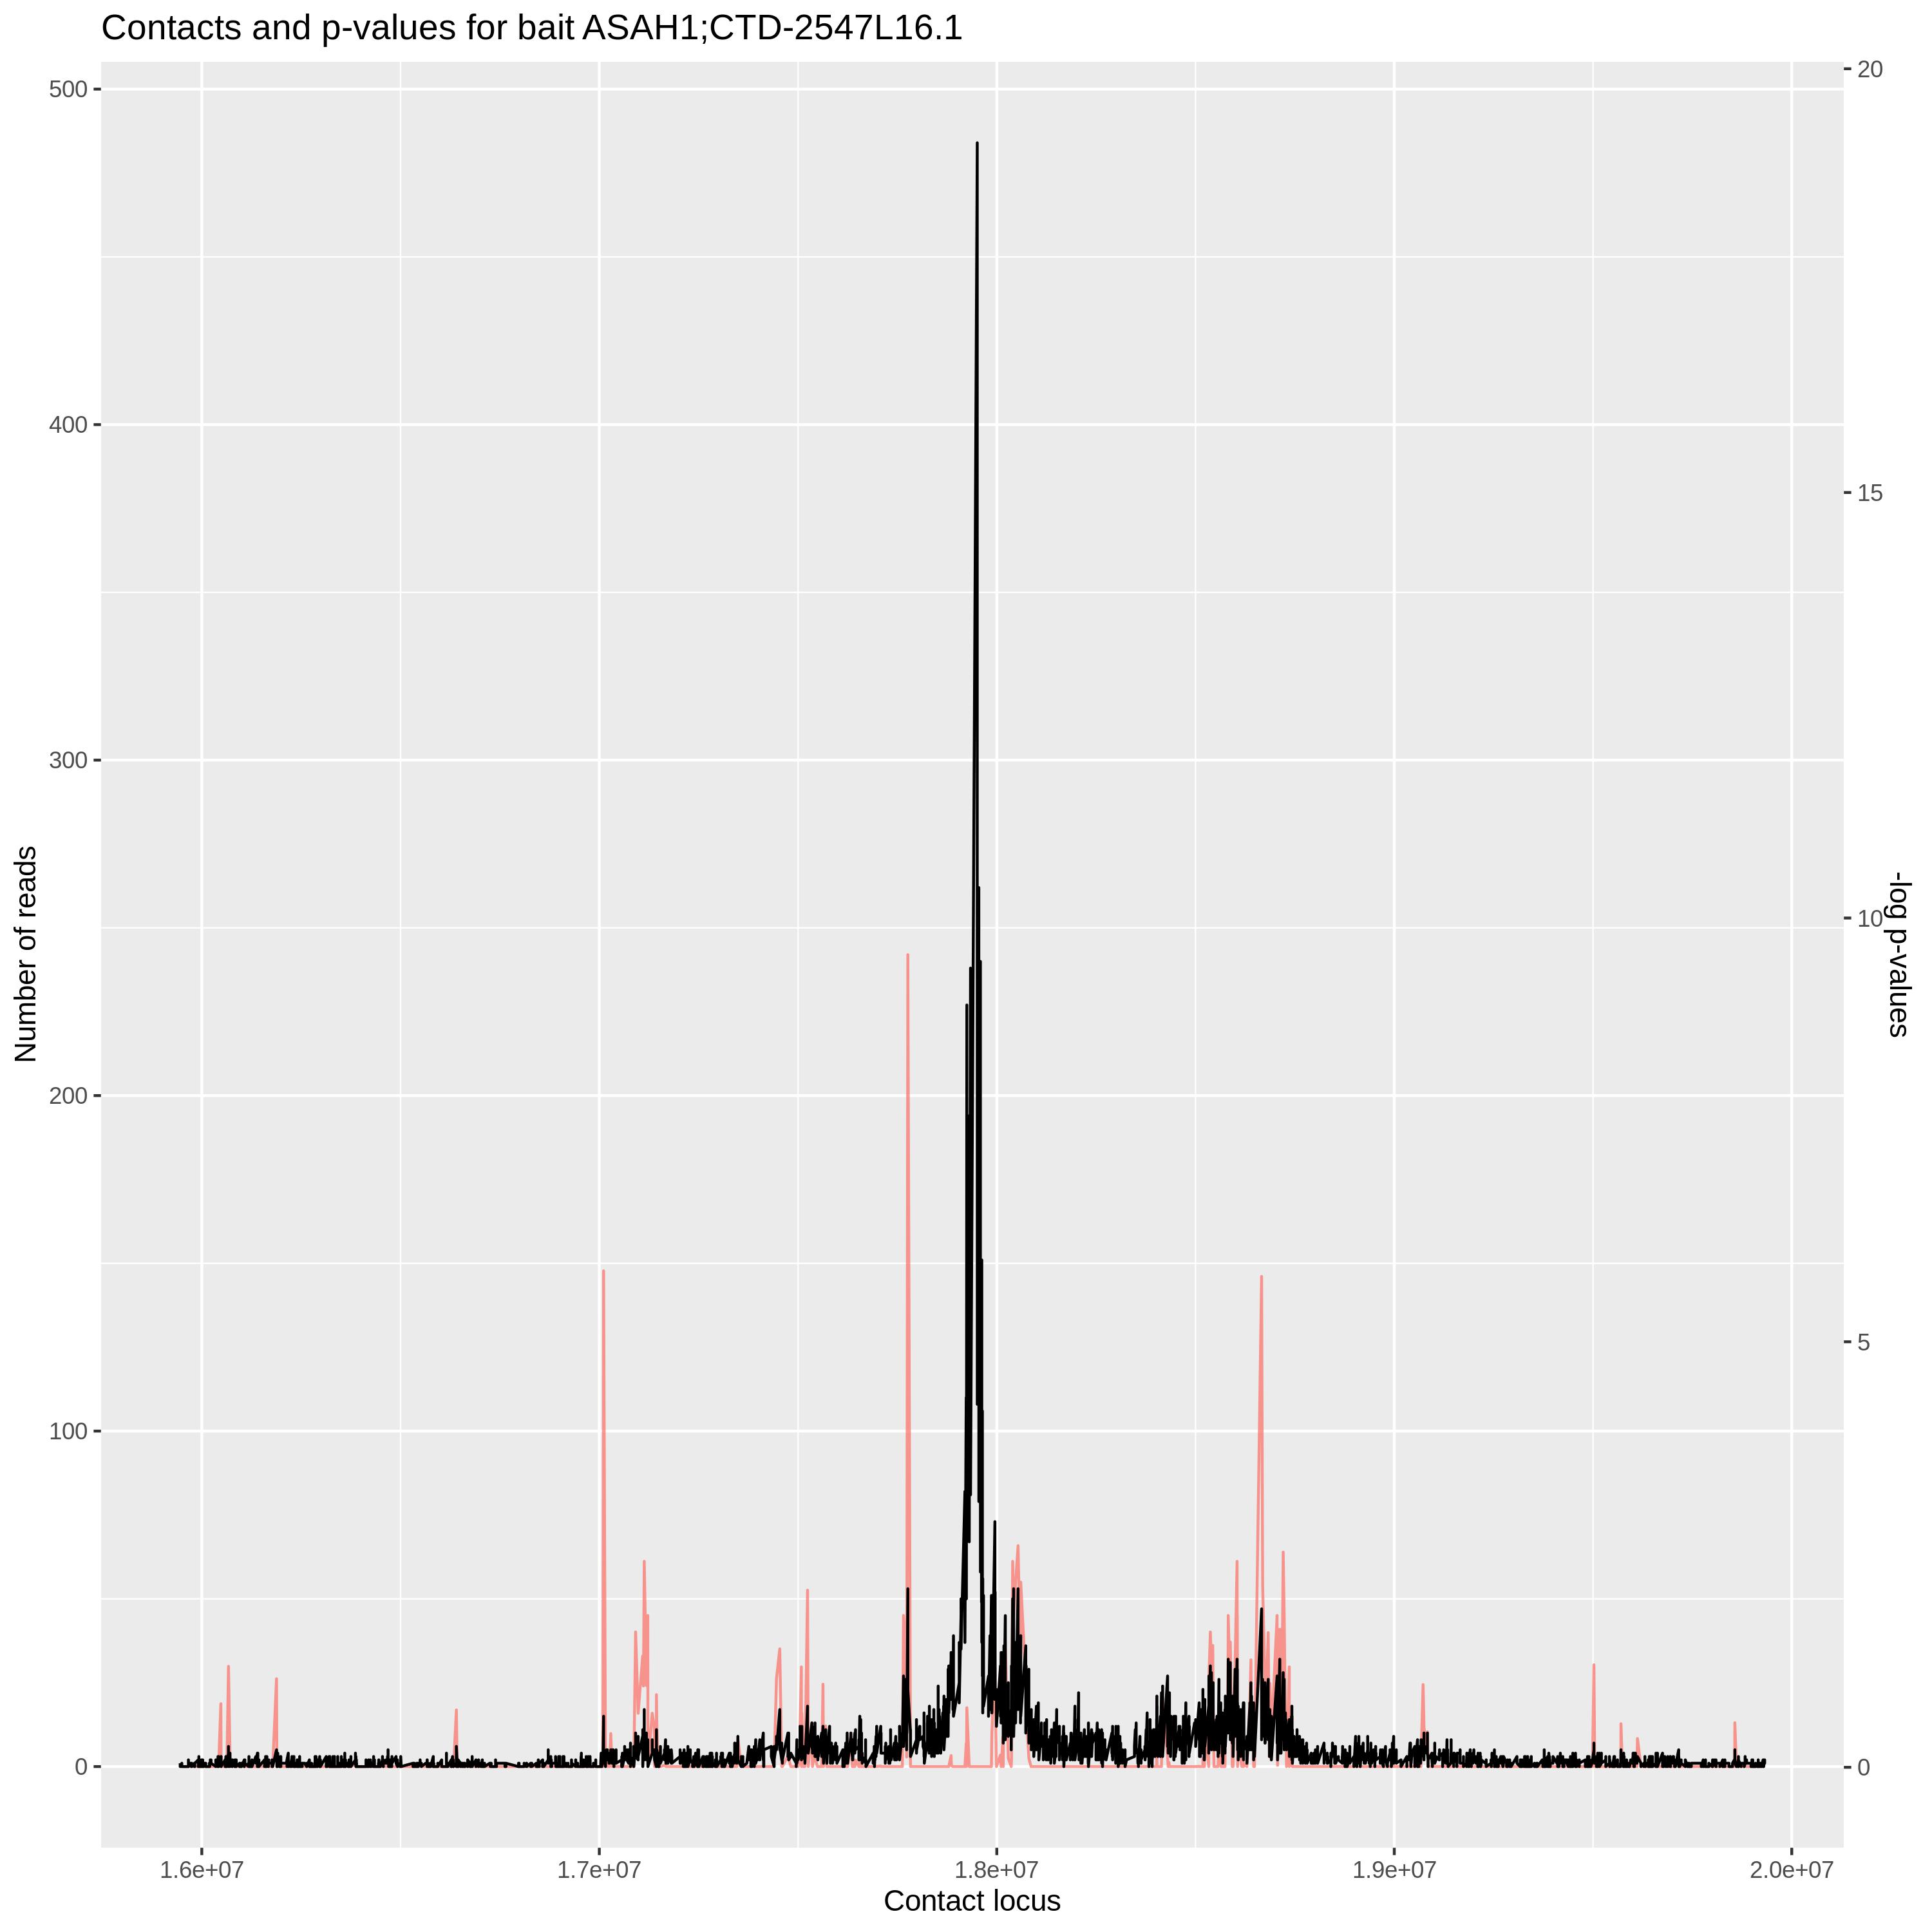 Contacts and p-values for bait ASAH1;CTD-2547L16.1
500
400
300
200
100
0
Number of reads
20
15
10
5
0
-log p-values
1.6e+07 1.7e+07 1.8e+07 1.9e+07 2.0e+07
Contact locus